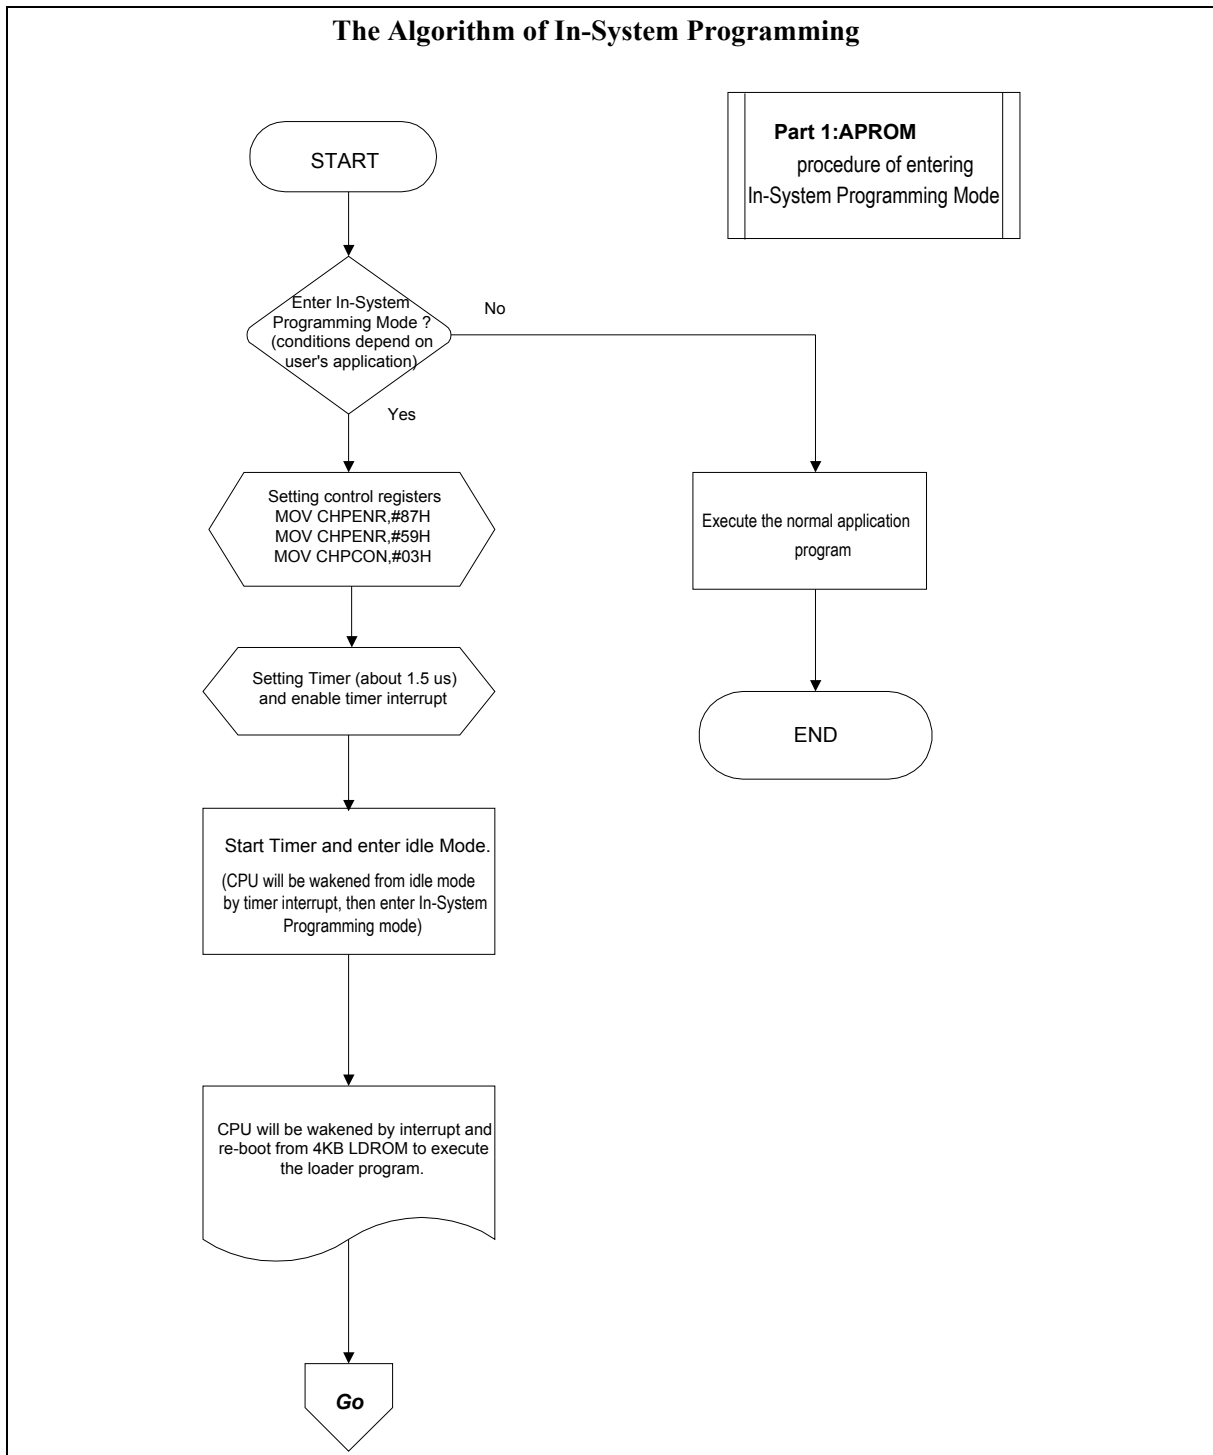 The Algorithm of In-System Programming
Part 1:APROM
procedure of entering
In-System Programming Mode
START
Enter In-System
Programming Mode ?
(conditions depend on
user's application)
No
Yes
Setting control registers
MOV CHPENR,#87H
MOV CHPENR,#59H
MOV CHPCON,#03H
Execute the normal application
program
Setting Timer (about 1.5 us)
and enable timer interrupt
END
Start Timer and enter idle Mode.
(CPU will be wakened from idle mode
by timer interrupt, then enter In-System
Programming mode)
CPU will be wakened by interrupt and
re-boot from 4KB LDROM to execute
the loader program.
Go